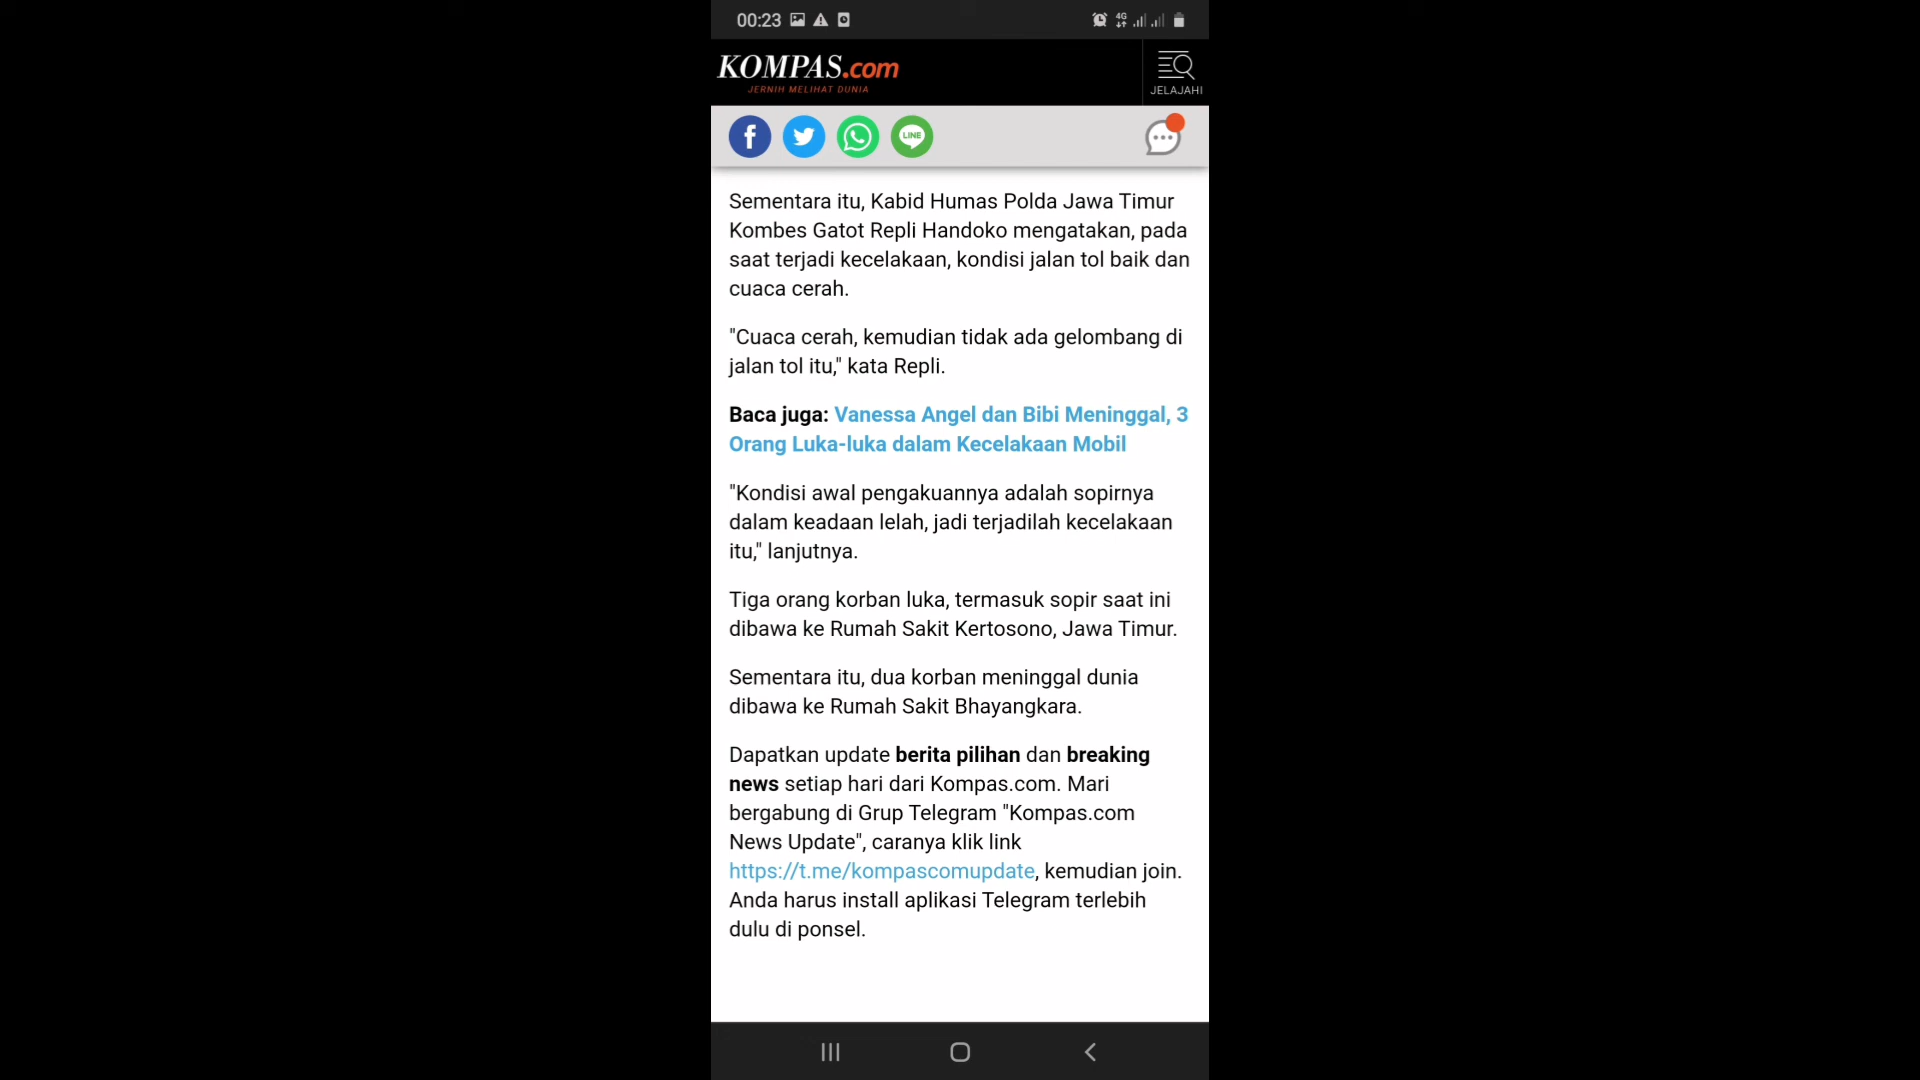 00:23
4G
KOMPAS.com
JERNIH MELIHAT DUNIA
JELAJAHI
LINE
Sementara itu, Kabid Humas Polda Jawa Timur
Kombes Gatot Repli Handoko mengatakan, pada
saat terjadi kecelakaan, kondisi jalan tol baik dan
cuaca cerah.
"Cuaca cerah, kemudian tidak ada gelombang di
jalan tol itu," kata Repli.
Baca juga: Vanessa Angel dan Bibi Meninggal, 3
Orang Luka-luka dalam Kecelakaan Mobil
"Kondisi awal pengakuannya adalah sopirnya
dalam keadaan lelah, jadi terjadilah kecelakaan
itu," lanjutnya.
Tiga orang korban luka, termasuk sopir saat ini
dibawa ke Rumah Sakit Kertosono, Jawa Timur.
Sementara itu, dua korban meninggal dunia
dibawa ke Rumah Sakit Bhayangkara.
Dapatkan update berita pilihan dan breaking
news setiap hari dari Kompas.com. Mari
bergabung di Grup Telegram "Kompas.com
News Update", caranya klik link
https://t.me/kompascomupdate, kemudian join.
Anda harus install aplikasi Telegram terlebih
dulu di ponsel.